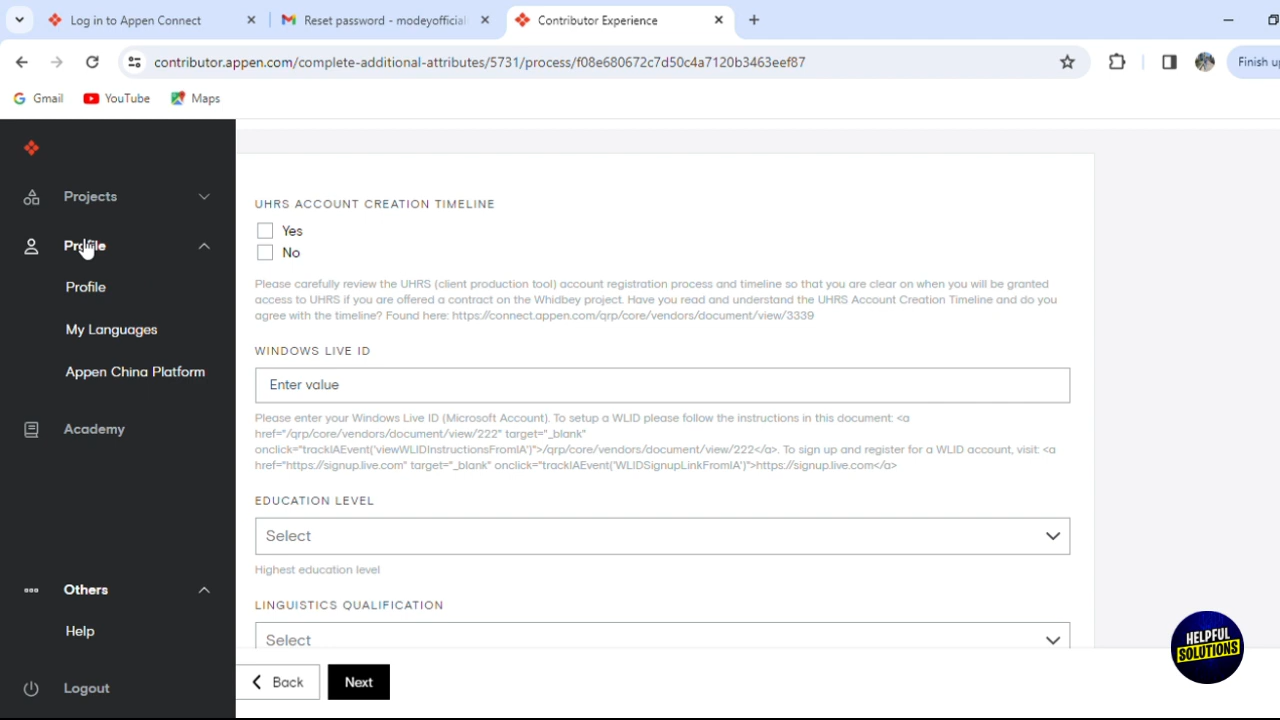 Log in to Appen Connect
Reset password - modeyofficial
Contributor Experience
contributor.appen.com/complete-additional-attributes/5731/process/f08e680672c7d50c4a7120b3463eef87
Finish up
Gmail
YouTube
Maps
Projects
Profile
Profile
My Languages
Appen China Platform
Academy
Others
Help
Logout
UHRS ACCOUNT CREATION TIMELINE
Yes
No
Please carefully review the UHRS (client production tool) account registration process and timeline so that you are clear on when you will be granted
access to UHRS if you are offered a contract on the Whidbey project. Have you read and understand the UHRS Account Creation Timeline and do you
agree with the timeline? Found here: https://connect.appen.com/qrp/core/vendors/document/view/3339
WINDOWS LIVE ID
Enter value
Please enter your Windows Live ID (Microsoft Account). To setup a WLID please follow the instructions in this document: <a
href="/qrp/core/vendors/document/view/222" target="_blank"
onclick="trackIAEvent('viewWLIDInstructionsFromIA')">/qrp/core/vendors/document/view/222</a>. To sign up and register for a WLID account, visit: <a
href="https://signup.live.com" target="_blank" onclick="trackIAEvent('WLIDSignupLinkFromIA')">https://signup.live.com</a>
EDUCATION LEVEL
Select
Highest education level
LINGUISTICS QUALIFICATION
Select
Back
Next
HELPFUL
SOLUTIONS